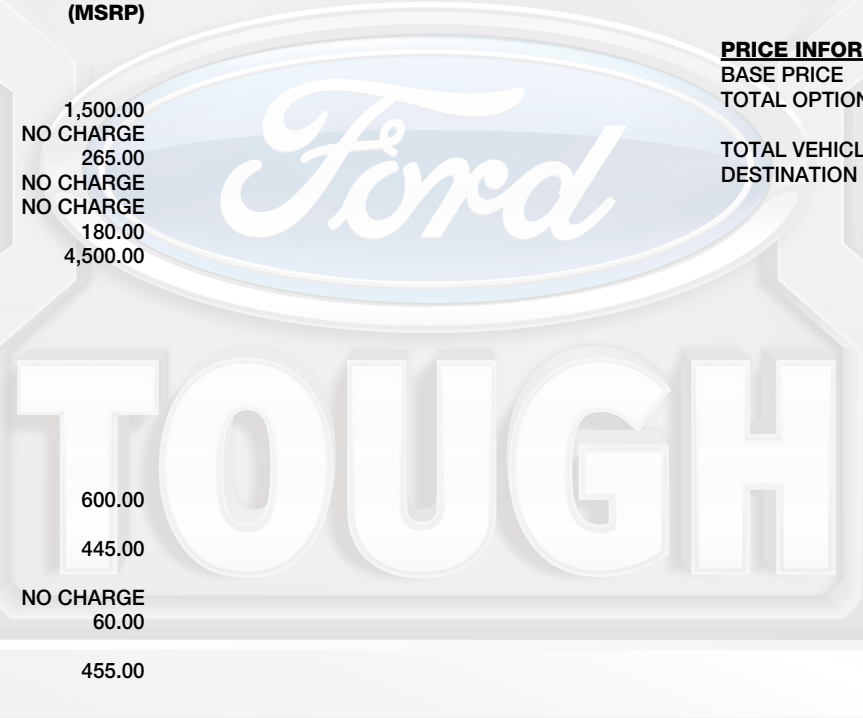 (MSRP)
1,500.00
NO CHARGE
265.00
NO CHARGE
NO CHARGE
180.00
4,500.00
600.00
445.00
NO CHARGE
60.00
455.00
PRICE INFOR
BASE PRICE
TOTAL OPTION
TOTAL VEHICL
DESTINATION
Ford
TOUGH